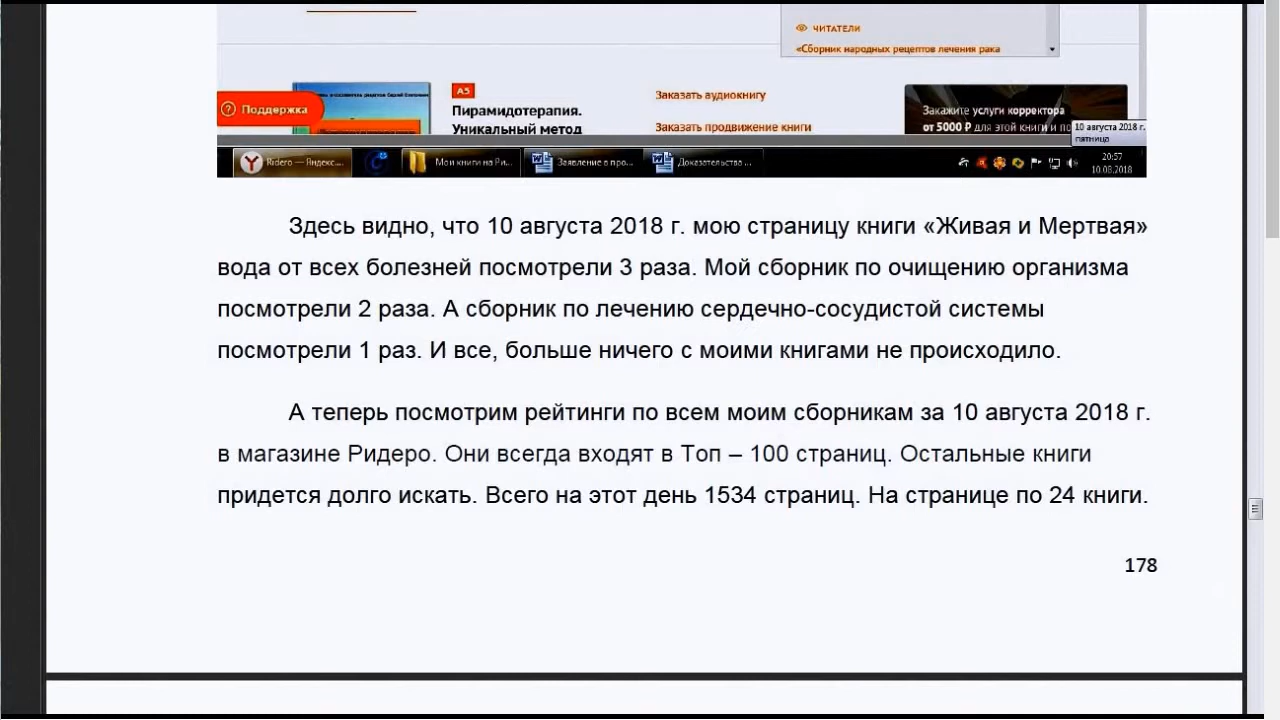 ЧИТАТЕЛИ
«Сборник народных рецептов лечения рака
А5
Поддержка
Пирамидотерапия.
Уникальный метод
Заказать аудиокнигу
Заказать продвижение книги
Закажите услуги корректора
от 5000 ₽ для этой книги и по
10 августа 2018 г.
пятница
Ridero — Яндекс...
Мои книги на Ри...
Заявление в про...
Доказательства ...
20:57
10.08.2018
Здесь видно, что 10 августа 2018 г. мою страницу книги «Живая и Мертвая»
вода от всех болезней посмотрели 3 раза. Мой сборник по очищению организма
посмотрели 2 раза. А сборник по лечению сердечно-сосудистой системы
посмотрели 1 раз. И все, больше ничего с моими книгами не происходило.
А теперь посмотрим рейтинги по всем моим сборникам за 10 августа 2018 г.
в магазине Ридеро. Они всегда входят в Топ – 100 страниц. Остальные книги
придется долго искать. Всего на этот день 1534 страниц. На странице по 24 книги.
178